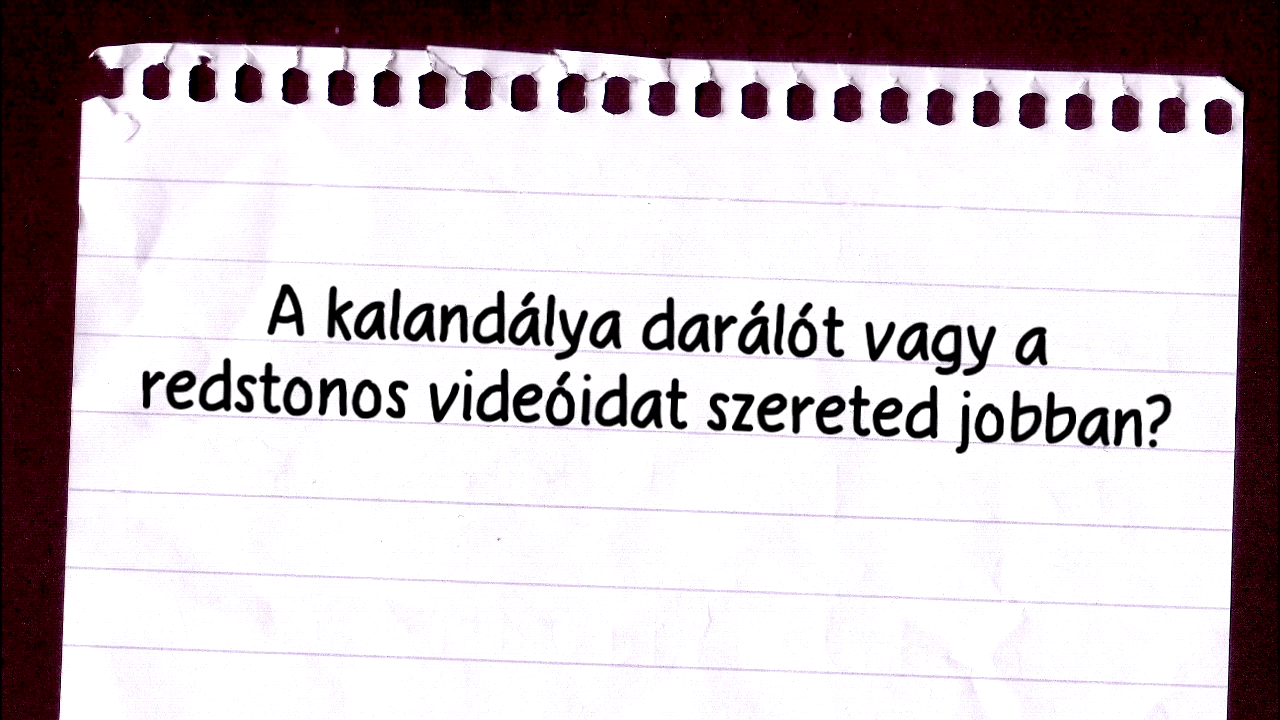 A kalandálya darálót vagy a
redstonos videóidat szereted jobban?